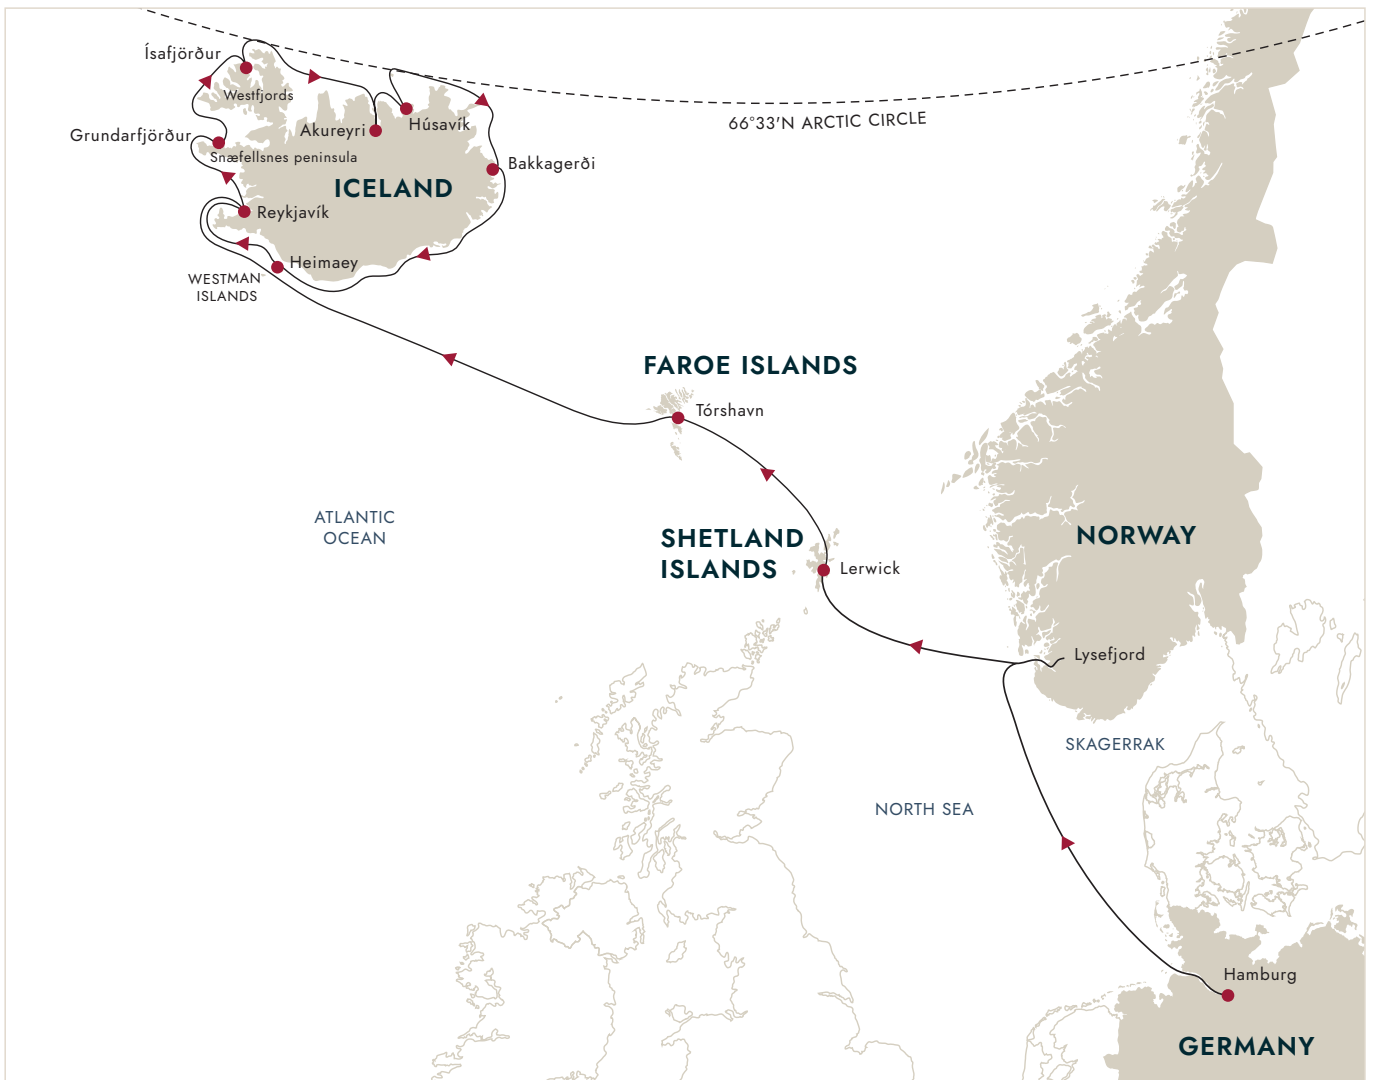 Ísafjörður
Westfjords
Grundarfjörður
Akureyri
Húsavík
66°33'N ARCTIC CIRCLE
Snæfellsnes peninsula
Bakkagerði
ICELAND
Reykjavík
Heimaey
WESTMAN
ISLANDS
FAROE ISLANDS
Tórshavn
ATLANTIC
OCEAN
SHETLAND
ISLANDS
Lerwick
NORWAY
Lysefjord
SKAGERRAK
NORTH SEA
Hamburg
GERMANY